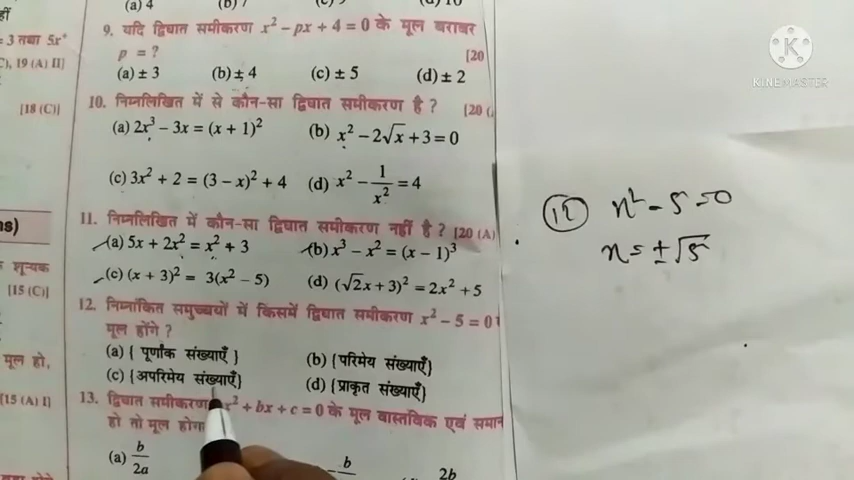 (a) 4
= 3 तथा 5x
9. यदि द्विघात समीकरण x² − px + 4 = 0 के मूल बराबर
C), 19 (A) II]
p = ?
[20
(a) ± 3 (b) ± 4 (c) ± 5 (d) ± 2
[18 (C)]
10. निम्नलिखित में से कौन-सा द्विघात समीकरण है ? [20 (
(a) 2x³ − 3x = (x + 1)² (b) x² − 2√x + 3 = 0
(c) 3x² + 2 = (3 − x)² + 4 (d) x² − 1/x² = 4
11. निम्नलिखित में कौन-सा द्विघात समीकरण नहीं है ? [20 (A)
(a) 5x + 2x² = x² + 3 (b) x³ − x² = (x − 1)³
(c) (x + 3)² = 3(x² − 5) (d) (√2x + 3)² = 2x² + 5
12. निम्नांकित समुच्चयों में किसमें द्विघात समीकरण x² − 5 = 0
मूल होंगे ?
(a) { पूर्णांक संख्याएँ } (b) {परिमेय संख्याएँ}
(c) {अपरिमेय संख्याएँ} (d) {प्राकृत संख्याएँ}
13. द्विघात समीकरण x² + bx + c = 0 के मूल वास्तविक एवं समान
हो तो मूल होगा
(a) b/2a
b
2b
ns)
शून्यक
[15 (C)]
मूल हो,
[15 (A) I]
12 x² − 5 = 0
x = ± √5
KINEMASTER